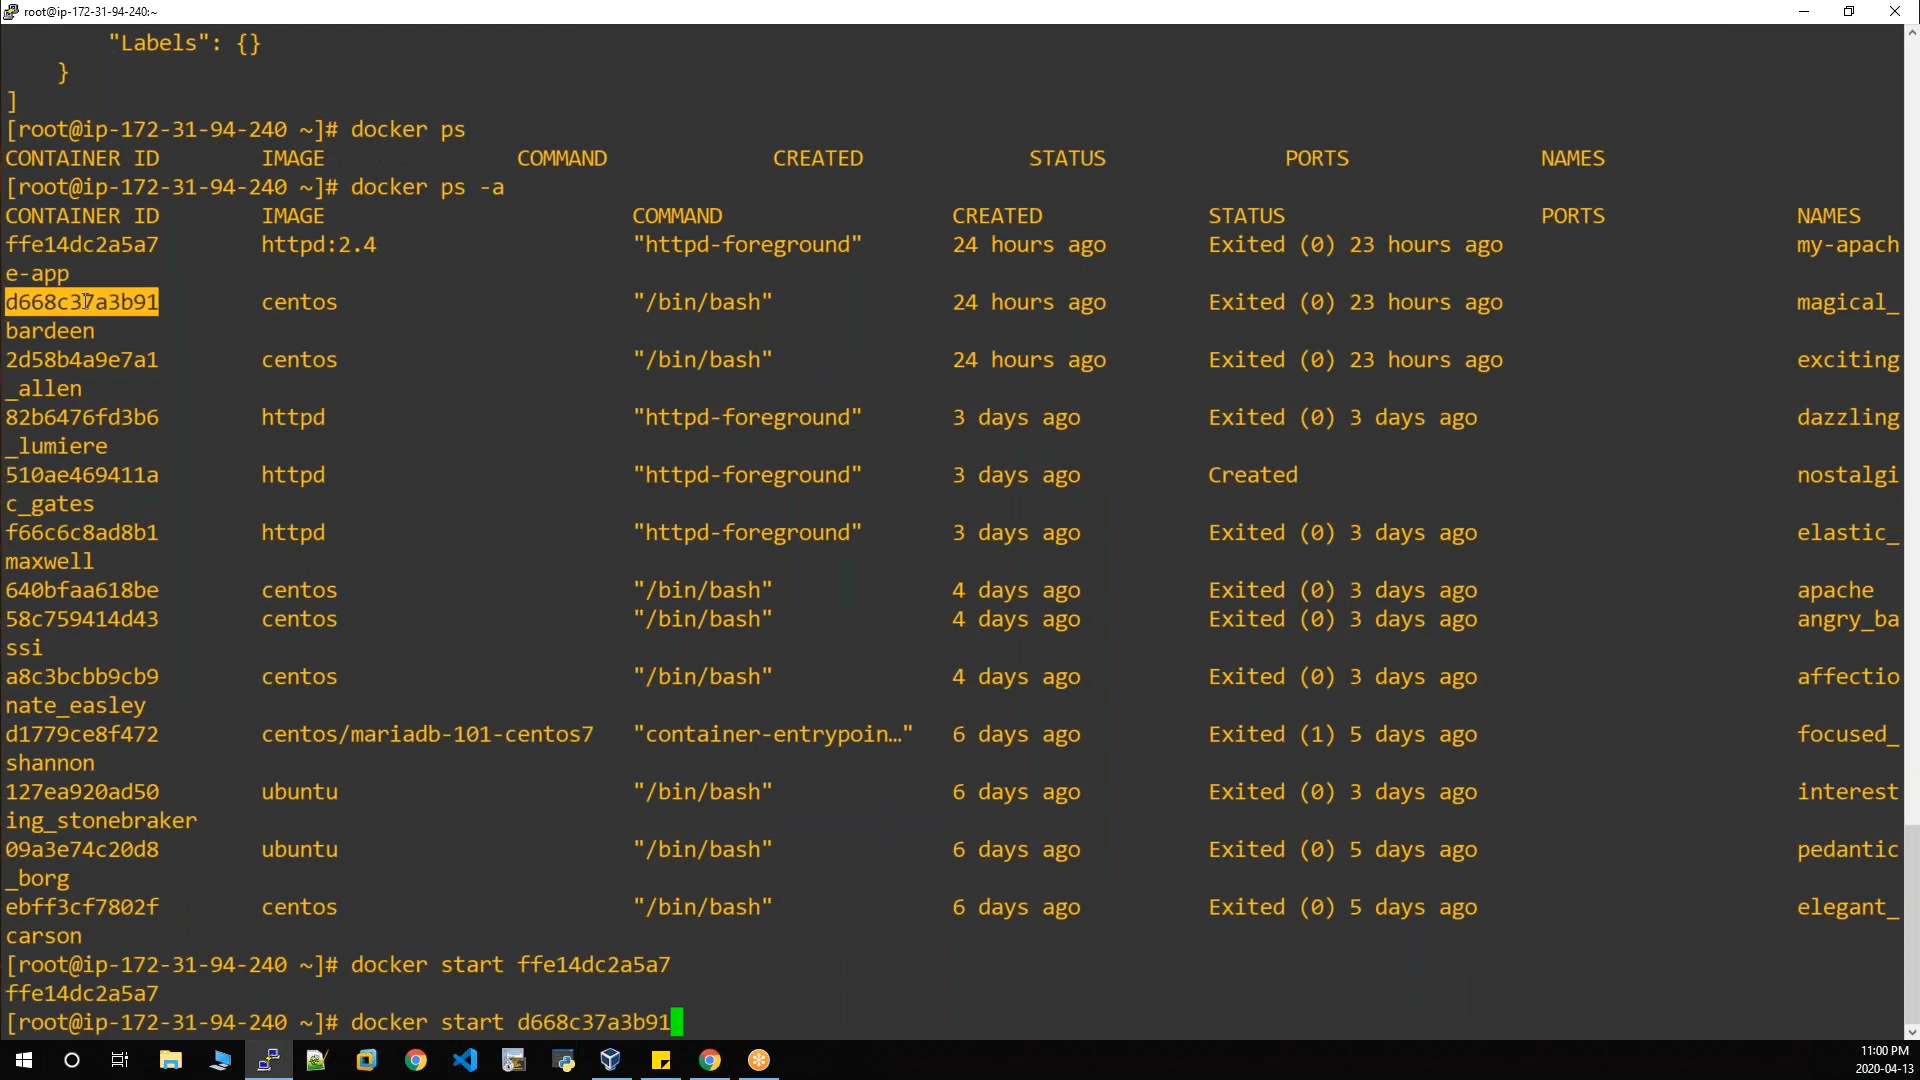 root@ip-172-31-94-240:~
"Labels": {}
}
]
[root@ip-172-31-94-240 ~]# docker ps
CONTAINER ID        IMAGE               COMMAND             CREATED             STATUS              PORTS               NAMES
[root@ip-172-31-94-240 ~]# docker ps -a
CONTAINER ID        IMAGE                        COMMAND                  CREATED             STATUS                    PORTS               NAMES
ffe14dc2a5a7        httpd:2.4                    "httpd-foreground"       24 hours ago        Exited (0) 23 hours ago                       my-apach
e-app
d668c37a3b91        centos                       "/bin/bash"              24 hours ago        Exited (0) 23 hours ago                       magical_
bardeen
2d58b4a9e7a1        centos                       "/bin/bash"              24 hours ago        Exited (0) 23 hours ago                       exciting
_allen
82b6476fd3b6        httpd                        "httpd-foreground"       3 days ago          Exited (0) 3 days ago                         dazzling
_lumiere
510ae469411a        httpd                        "httpd-foreground"       3 days ago          Created                                       nostalgi
c_gates
f66c6c8ad8b1        httpd                        "httpd-foreground"       3 days ago          Exited (0) 3 days ago                         elastic_
maxwell
640bfaa618be        centos                       "/bin/bash"              4 days ago          Exited (0) 3 days ago                         apache
58c759414d43        centos                       "/bin/bash"              4 days ago          Exited (0) 3 days ago                         angry_ba
ssi
a8c3bcbb9cb9        centos                       "/bin/bash"              4 days ago          Exited (0) 3 days ago                         affectio
nate_easley
d1779ce8f472        centos/mariadb-101-centos7   "container-entrypoin…"   6 days ago          Exited (1) 5 days ago                         focused_
shannon
127ea920ad50        ubuntu                       "/bin/bash"              6 days ago          Exited (0) 3 days ago                         interest
ing_stonebraker
09a3e74c20d8        ubuntu                       "/bin/bash"              6 days ago          Exited (0) 5 days ago                         pedantic
_borg
ebff3cf7802f        centos                       "/bin/bash"              6 days ago          Exited (0) 5 days ago                         elegant_
carson
[root@ip-172-31-94-240 ~]# docker start ffe14dc2a5a7
ffe14dc2a5a7
[root@ip-172-31-94-240 ~]# docker start d668c37a3b91
11:00 PM
2020-04-13